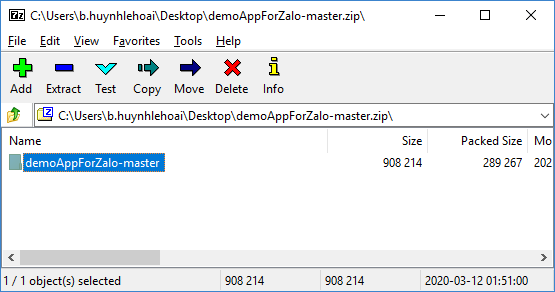 7z C:\Users\b.huynhlehoai\Desktop\demoAppForZalo-master.zip\
File Edit View Favorites Tools Help
Add Extract Test Copy Move Delete Info
C:\Users\b.huynhlehoai\Desktop\demoAppForZalo-master.zip\
Name Size Packed Size Mo
demoAppForZalo-master 908 214 289 267 202
1 / 1 object(s) selected 908 214 908 214 2020-03-12 01:51:00